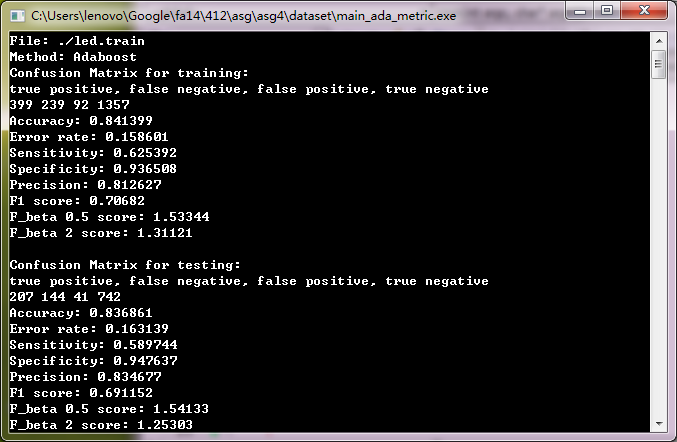 C:\Users\lenovo\Google\fa14\412\asg\asg4\dataset\main_ada_metric.exe
File: ./led.train
Method: Adaboost
Confusion Matrix for training:
true positive, false negative, false positive, true negative
399 239 92 1357
Accuracy: 0.841399
Error rate: 0.158601
Sensitivity: 0.625392
Specificity: 0.936508
Precision: 0.812627
F1 score: 0.70682
F_beta 0.5 score: 1.53344
F_beta 2 score: 1.31121
Confusion Matrix for testing:
true positive, false negative, false positive, true negative
207 144 41 742
Accuracy: 0.836861
Error rate: 0.163139
Sensitivity: 0.589744
Specificity: 0.947637
Precision: 0.834677
F1 score: 0.691152
F_beta 0.5 score: 1.54133
F_beta 2 score: 1.25303